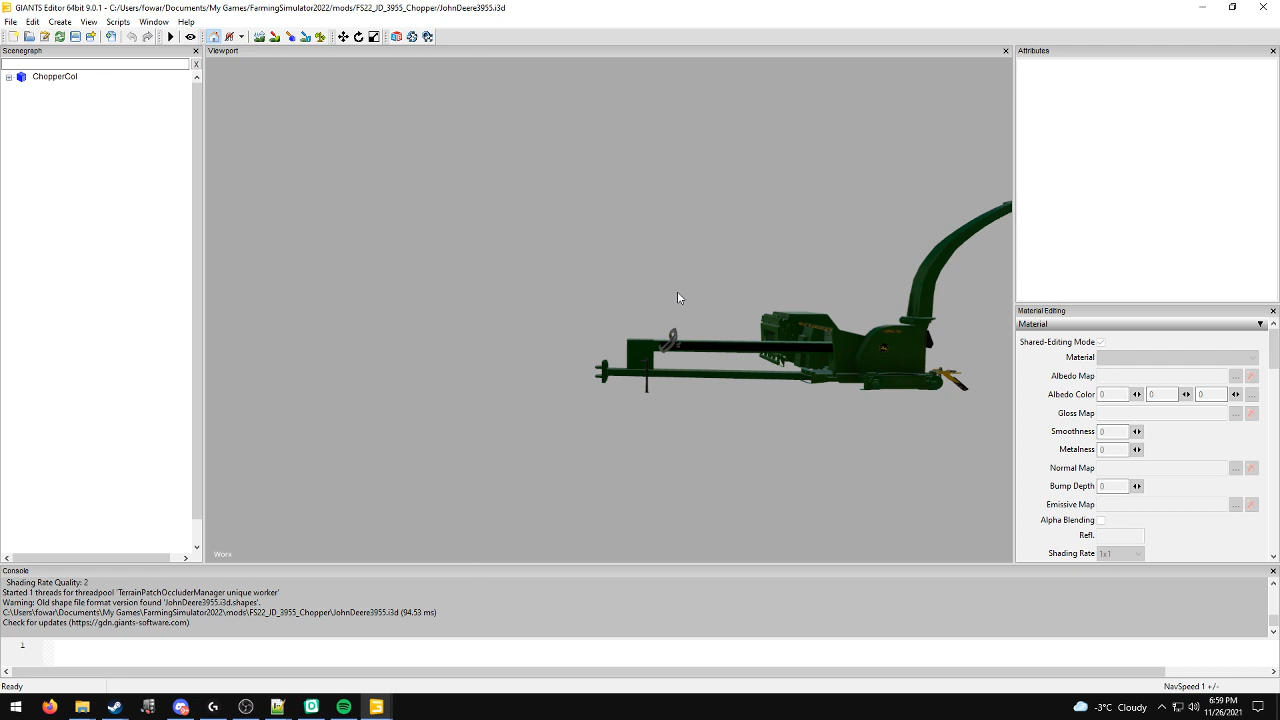 GIANTS Editor 64bit 9.0.1 - C:/Users/fowar/Documents/My Games/FarmingSimulator2022/mods/FS22_JD_3955_Chopper/JohnDeere3955.i3d
File Edit Create View Scripts Window Help
Scenegraph
Viewport
Attributes
X
ChopperCol
Worx
Material Editing
Material
Shared-Editing Mode
Material
Albedo Map ...
Albedo Color 0 0 0 ...
Gloss Map ...
Smoothness 0
Metalness 0
Normal Map ...
Bump Depth 0
Emissive Map ...
Alpha Blending
Refl.
Shading Rate 1x1
Console
Shading Rate Quality: 2
Started 1 threads for threadpool 'TerrainPatchOccluderManager unique worker'
Warning: Old shape file format version found 'JohnDeere3955.i3d.shapes'.
C:\Users\fowar\Documents\My Games\FarmingSimulator2022\mods\FS22_JD_3955_Chopper\JohnDeere3955.i3d (94.53 ms)
Check for updates (https://gdn.giants-software.com)
1
Ready
NavSpeed 1 +/-
-3°C Cloudy
6:59 PM
11/26/2021